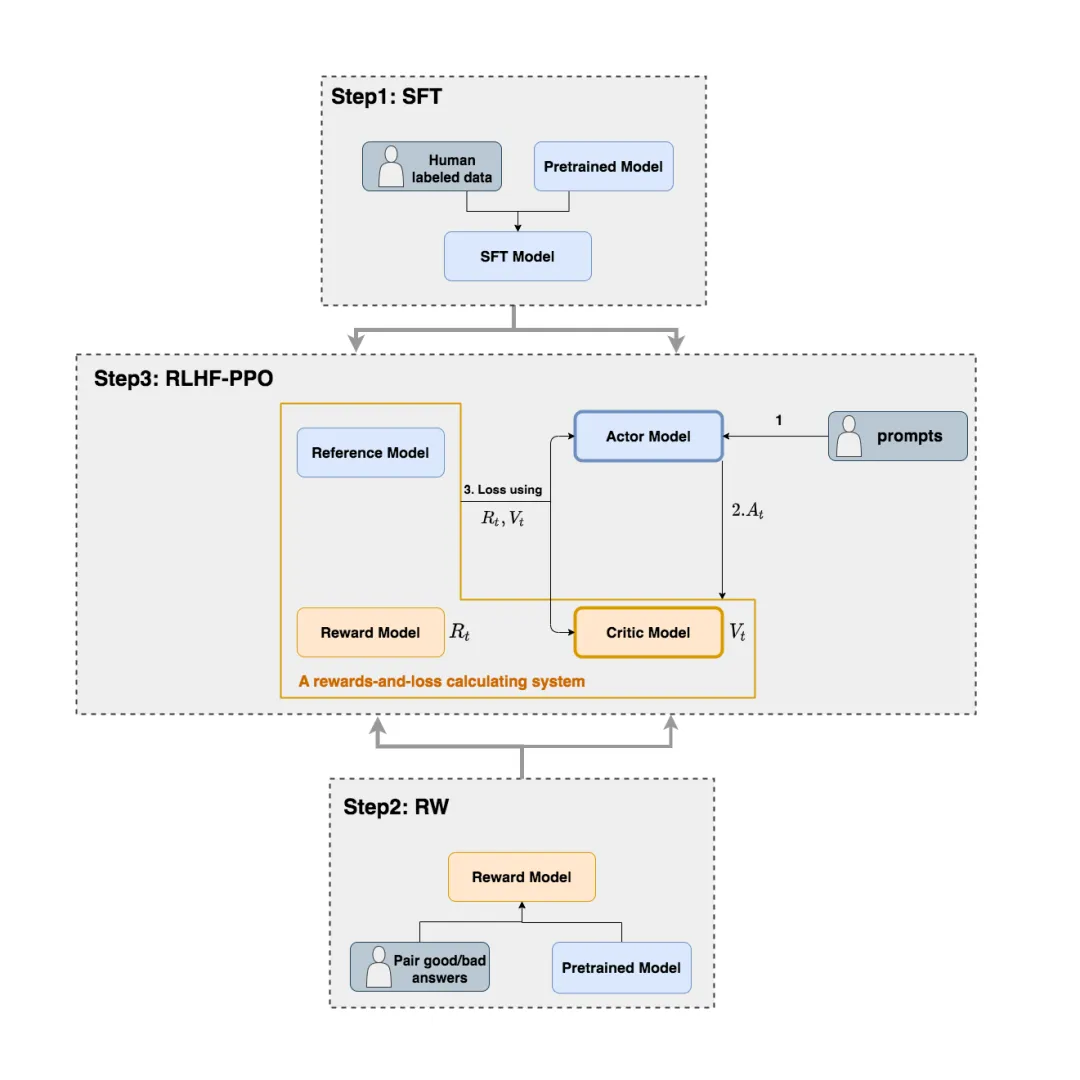 Step1: SFT
Human
labeled data
Pretrained Model
SFT Model
Step3: RLHF-PPO
Reference Model
Actor Model
1
prompts
3. Loss using
R_t, V_t
2.A_t
Reward Model
R_t
Critic Model
V_t
A rewards-and-loss calculating system
Step2: RW
Reward Model
Pair good/bad
answers
Pretrained Model